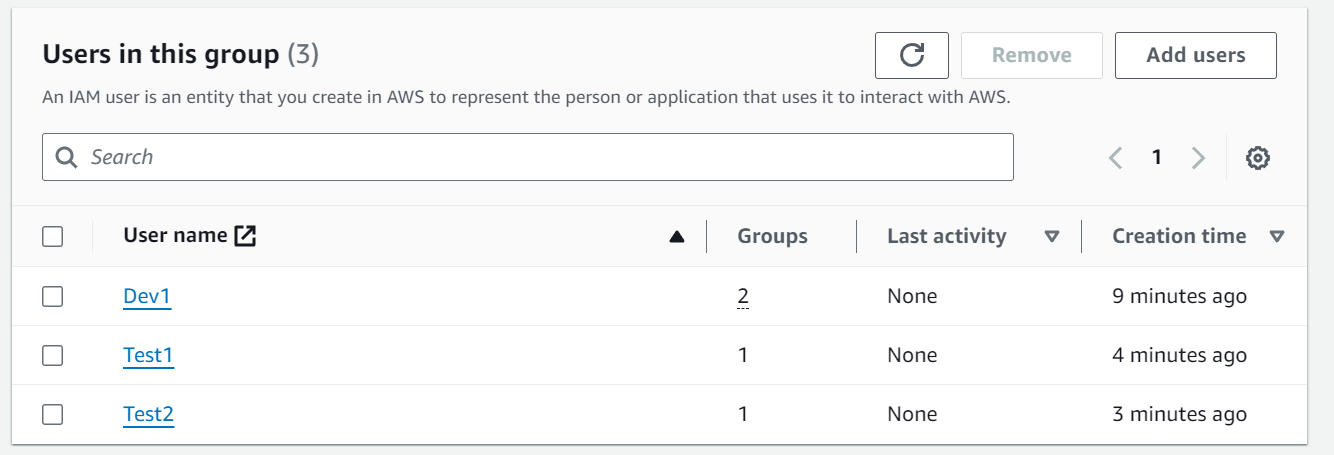 Users in this group (3)
Remove
Add users
An IAM user is an entity that you create in AWS to represent the person or application that uses it to interact with AWS.
Search
1
User name Groups Last activity Creation time
Dev1 2 None 9 minutes ago
Test1 1 None 4 minutes ago
Test2 1 None 3 minutes ago